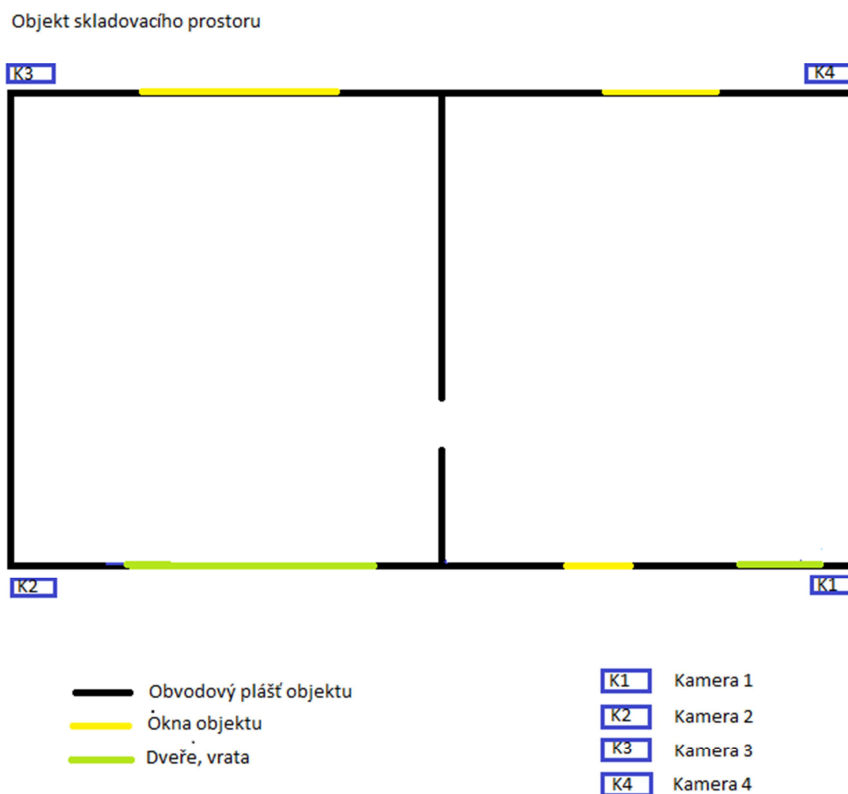 Objekt skladovacího prostoru
K3
K4
K2
K1
Obvodový plášť objektu
Okna objektu
Dveře, vrata
K1 Kamera 1
K2 Kamera 2
K3 Kamera 3
K4 Kamera 4